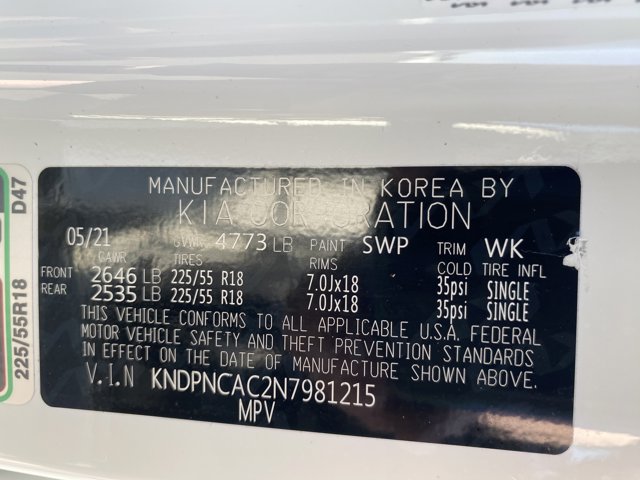 MANUFACTURED IN KOREA BY
KIA CORPORATION
05/21 GVWR 4773 LB PAINT SWP TRIM WK
GAWR TIRES RIMS COLD TIRE INFL
FRONT 2646 LB 225/55 R18 7.0Jx18 35psi SINGLE
REAR 2535 LB 225/55 R18 7.0Jx18 35psi SINGLE
THIS VEHICLE CONFORMS TO ALL APPLICABLE U.S.A. FEDERAL
MOTOR VEHICLE SAFETY AND THEFT PREVENTION STANDARDS
IN EFFECT ON THE DATE OF MANUFACTURE SHOWN ABOVE.
V.I.N KNDPNCAC2N7981215
MPV
225/55R18 D47